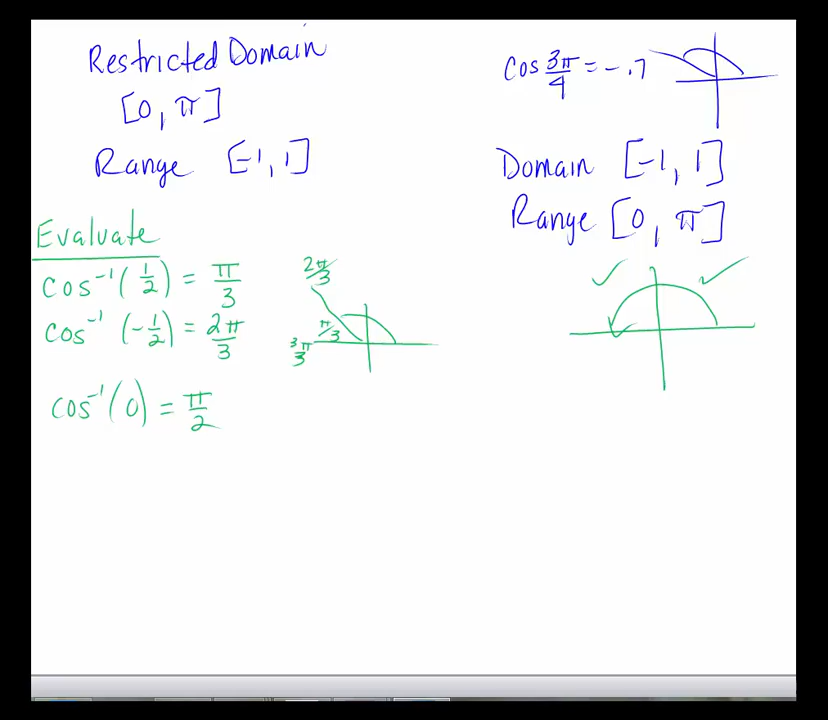 Restricted Domain
[0, π]
Range [-1, 1]
cos 3π/4 = -.7
Domain [-1, 1]
Range [0, π]
Evaluate
cos⁻¹(1/2) = π/3
cos⁻¹(-1/2) = 2π/3
cos⁻¹(0) = π/2
2π/3
π/3
3π/3